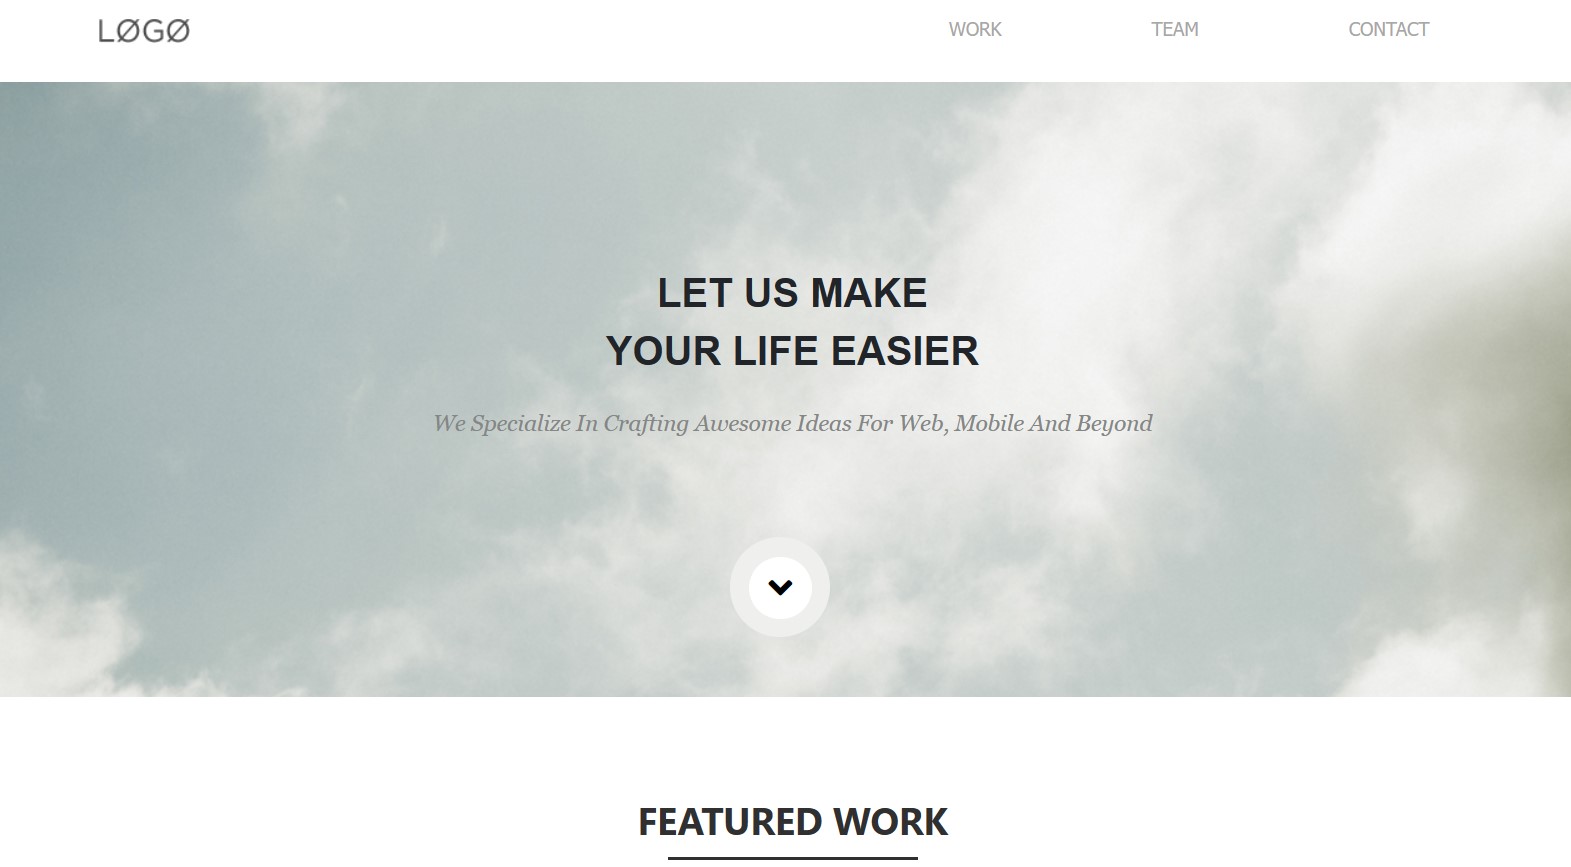 LØGØ
WORK TEAM CONTACT
LET US MAKE
YOUR LIFE EASIER
We Specialize In Crafting Awesome Ideas For Web, Mobile And Beyond
FEATURED WORK